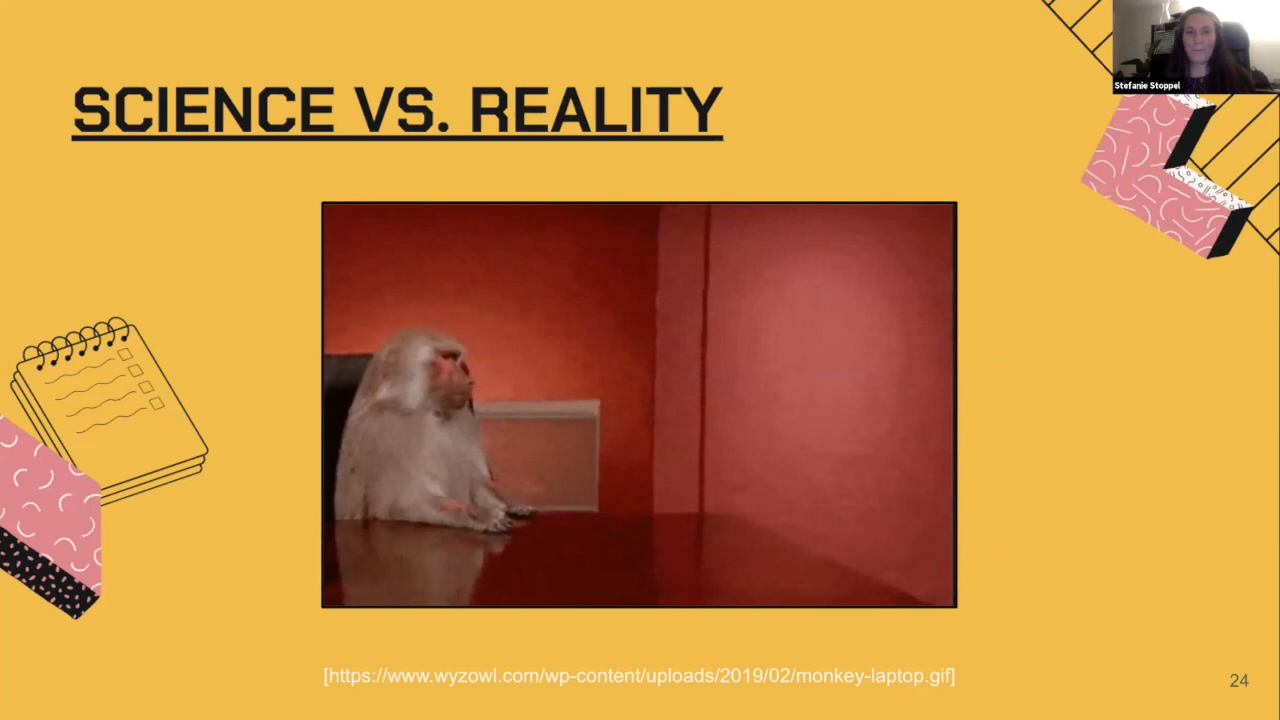 Stefanie Stoppel
SCIENCE VS. REALITY
[https://www.wyzowl.com/wp-content/uploads/2019/02/monkey-laptop.gif]
24